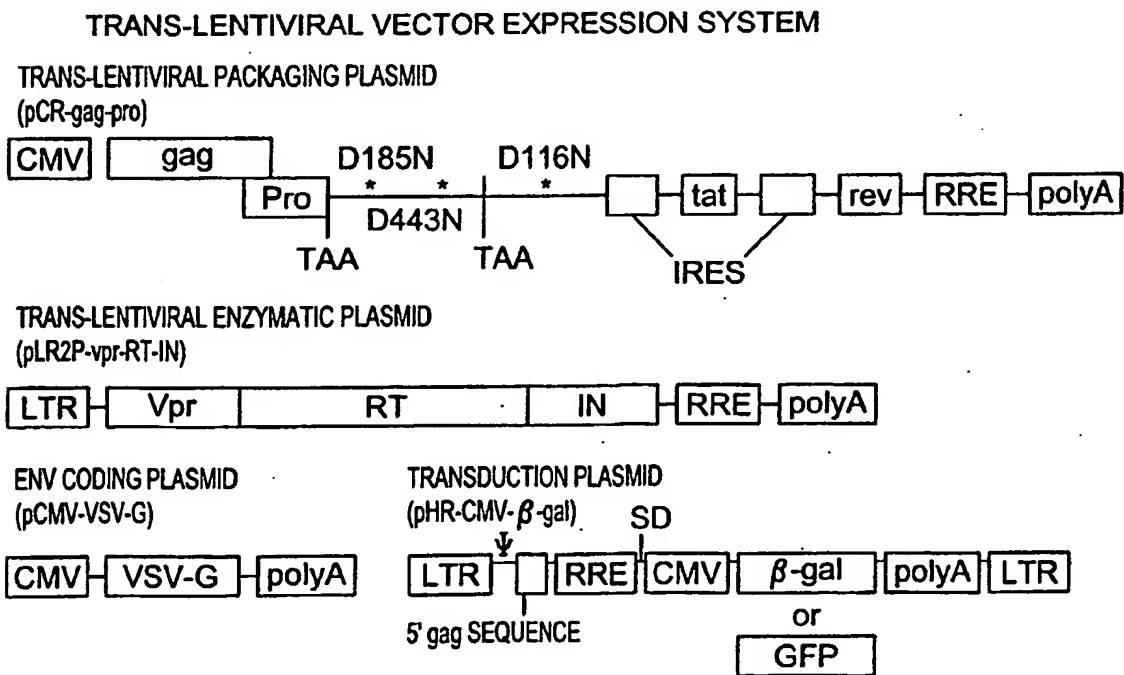 TRANS-LENTIVIRAL VECTOR EXPRESSION SYSTEM
TRANS-LENTIVIRAL PACKAGING PLASMID
(pCR-gag-pro)
CMV gag D185N D116N
* * *
Pro tat rev RRE polyA
D443N
TAA TAA IRES
TRANS-LENTIVIRAL ENZYMATIC PLASMID
(pLR2P-vpr-RT-IN)
LTR Vpr RT IN RRE polyA
ENV CODING PLASMID
(pCMV-VSV-G)
CMV VSV-G polyA
TRANSDUCTION PLASMID
(pHR-CMV-β-gal) SD
Ψ
LTR RRE CMV β-gal polyA LTR
5' gag SEQUENCE or
GFP